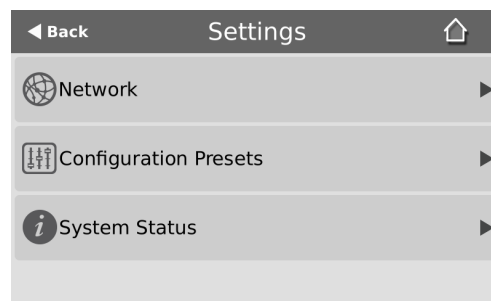 Back
Settings
Network
Configuration Presets
System Status